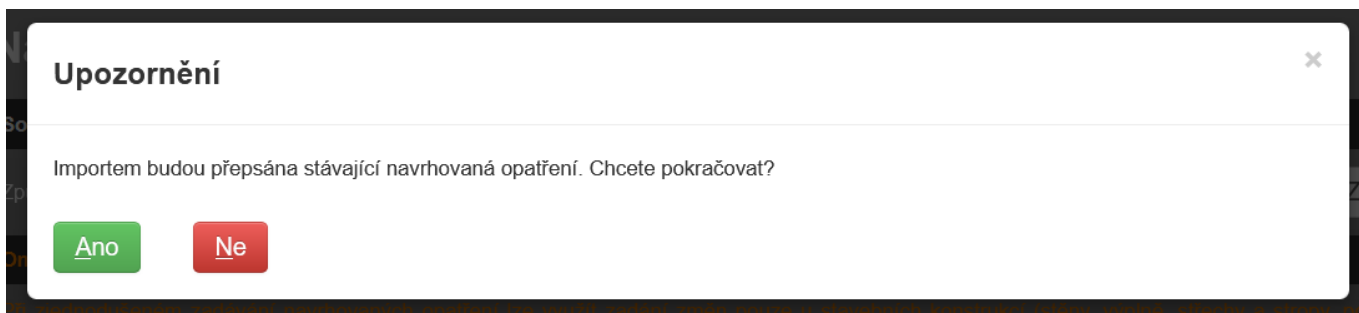 Upozornění
×
Importem budou přepsána stávající navrhovaná opatření. Chcete pokračovat?
Ano
Ne